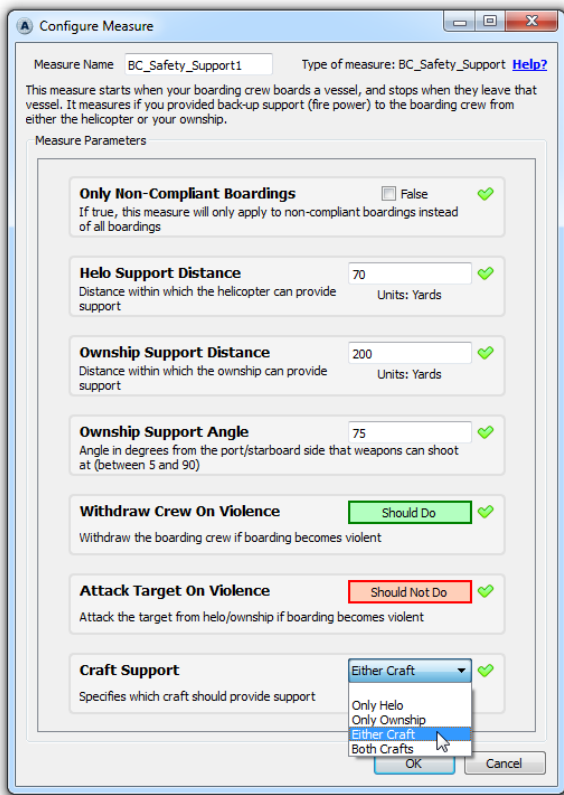 Configure Measure
Measure Name BC_Safety_Support1 Type of measure: BC_Safety_Support Help?
This measure starts when your boarding crew boards a vessel, and stops when they leave that
vessel. It measures if you provided back-up support (fire power) to the boarding crew from
either the helicopter or your ownship.
Measure Parameters
Only Non-Compliant Boardings False
If true, this measure will only apply to non-compliant boardings instead
of all boardings
Helo Support Distance 70
Distance within which the helicopter can provide
support
Units: Yards
Ownship Support Distance 200
Distance within which the ownship can provide
support
Units: Yards
Ownship Support Angle 75
Angle in degrees from the port/starboard side that weapons can shoot
at (between 5 and 90)
Withdraw Crew On Violence Should Do
Withdraw the boarding crew if boarding becomes violent
Attack Target On Violence Should Not Do
Attack the target from helo/ownship if boarding becomes violent
Craft Support Either Craft
Specifies which craft should provide support
Only Helo
Only Ownship
Either Craft
Both Crafts
OK Cancel